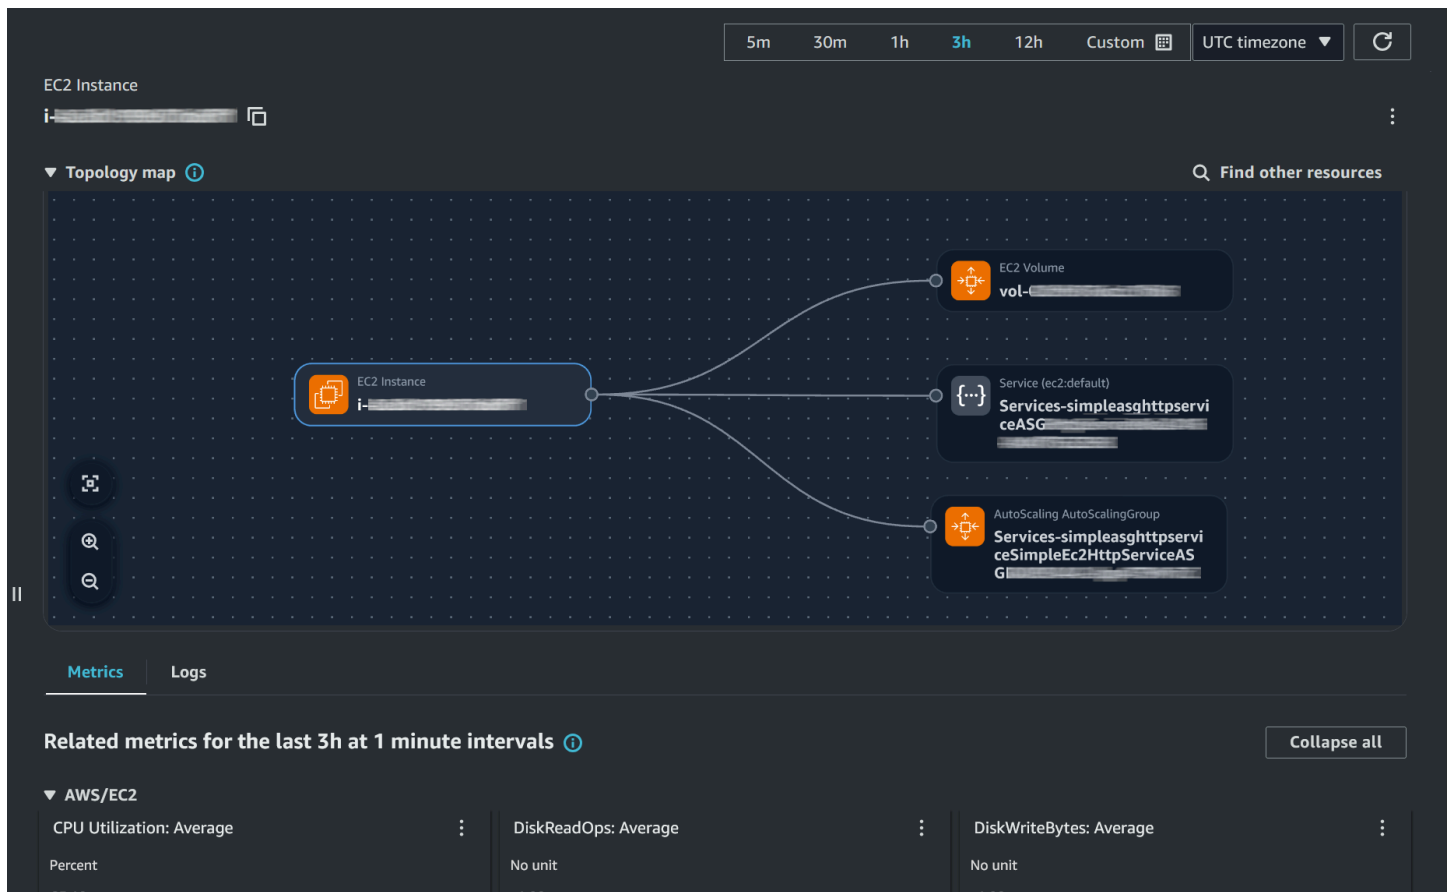 5m 30m 1h 3h 12h Custom UTC timezone
EC2 Instance
i-
Topology map
Find other resources
EC2 Volume
vol-
EC2 Instance
i-
Service (ec2:default)
Services-simpleasghttpservi
ceASG
AutoScaling AutoScalingGroup
Services-simpleasghttpservi
ceSimpleEc2HttpServiceAS
G
Metrics Logs
Related metrics for the last 3h at 1 minute intervals
Collapse all
AWS/EC2
CPU Utilization: Average DiskReadOps: Average DiskWriteBytes: Average
Percent No unit No unit